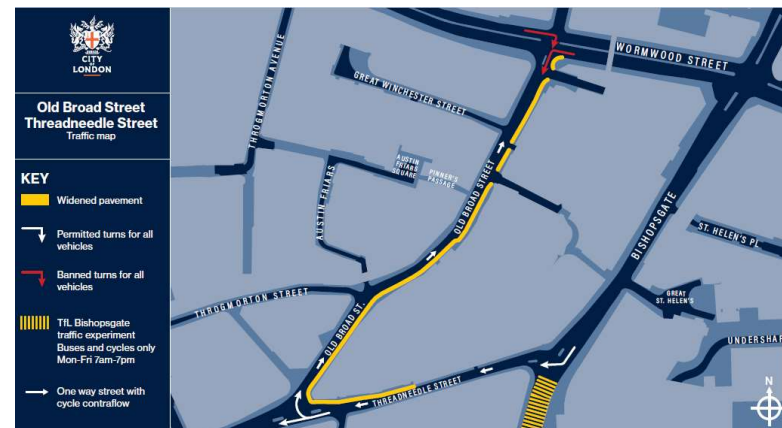 CITY
OF
LONDON
Old Broad Street
Threadneedle Street
Traffic map
KEY
Widened pavement
Permitted turns for all
vehicles
Banned turns for all
vehicles
TfL Bishopsgate
traffic experiment
Buses and cycles only
Mon-Fri 7am-7pm
One way street with
cycle contraflow
THROGMORTON AVENUE
GREAT WINCHESTER STREET
WORMWOOD STREET
AUSTIN
FRIARS
SQUARE
PINNER'S
PASSAGE
AUSTIN FRIARS
OLD BROAD STREET
BISHOPSGATE
ST. HELEN'S PL.
GREAT
ST. HELEN'S
UNDERSHAF
THROGMORTON STREET
OLD BROAD ST.
THREADNEEDLE STREET
N